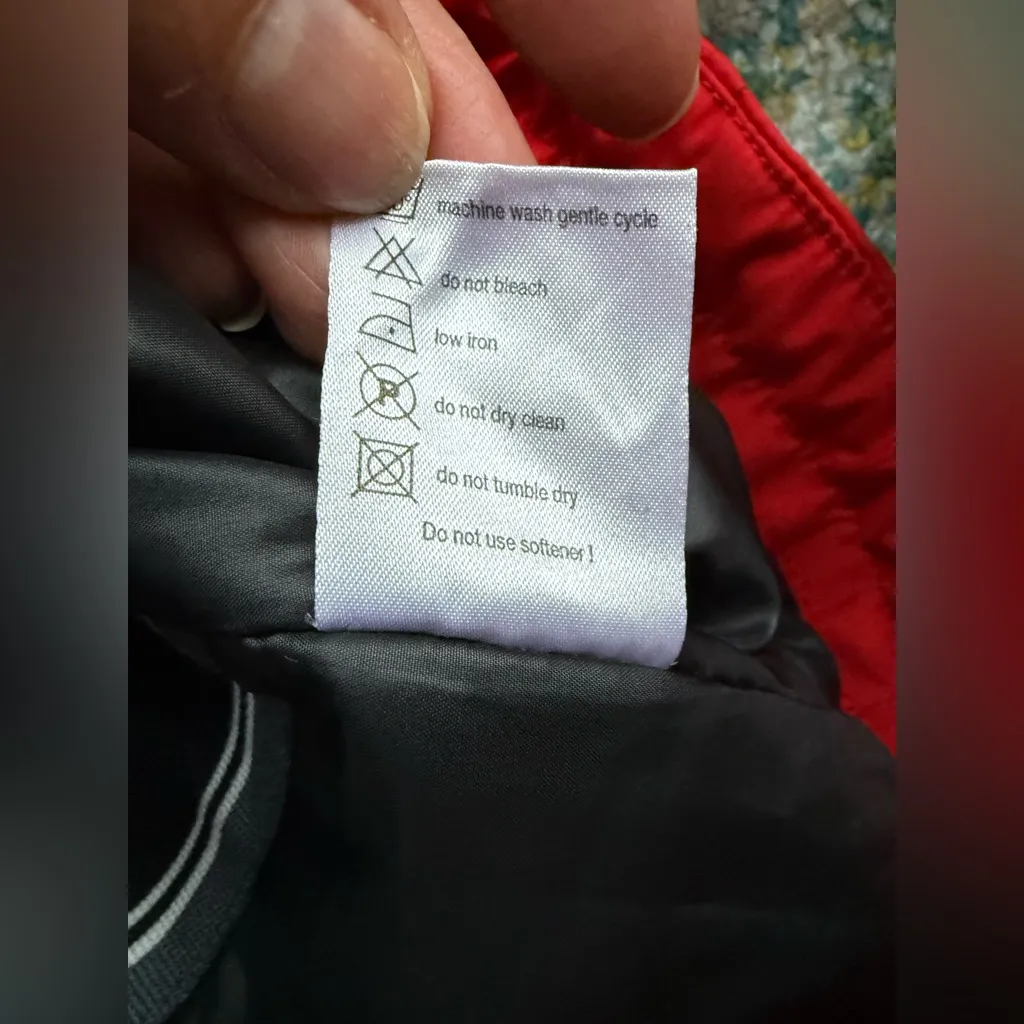 machine wash gentle cycle
do not bleach
low iron
P
do not dry clean
do not tumble dry
Do not use softener!